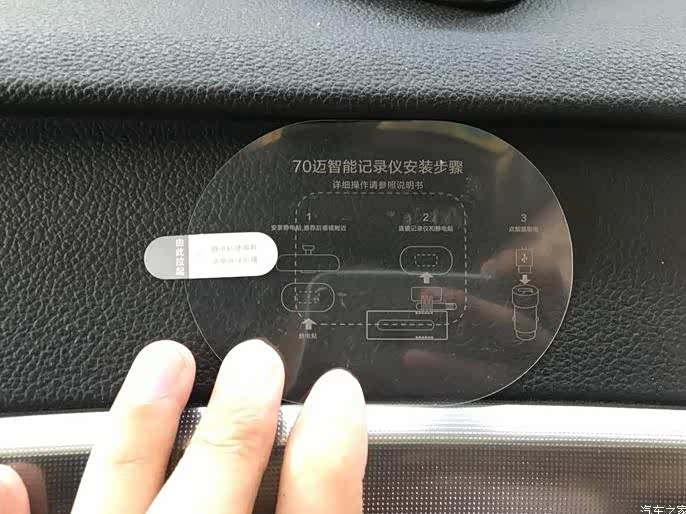 70迈智能记录仪安装步骤
详细操作请参照说明书
1
安装静电贴,推荐后视镜附近
2
连接记录仪和静电贴
3
点烟器取电
由此拉起
静电贴
汽车之家